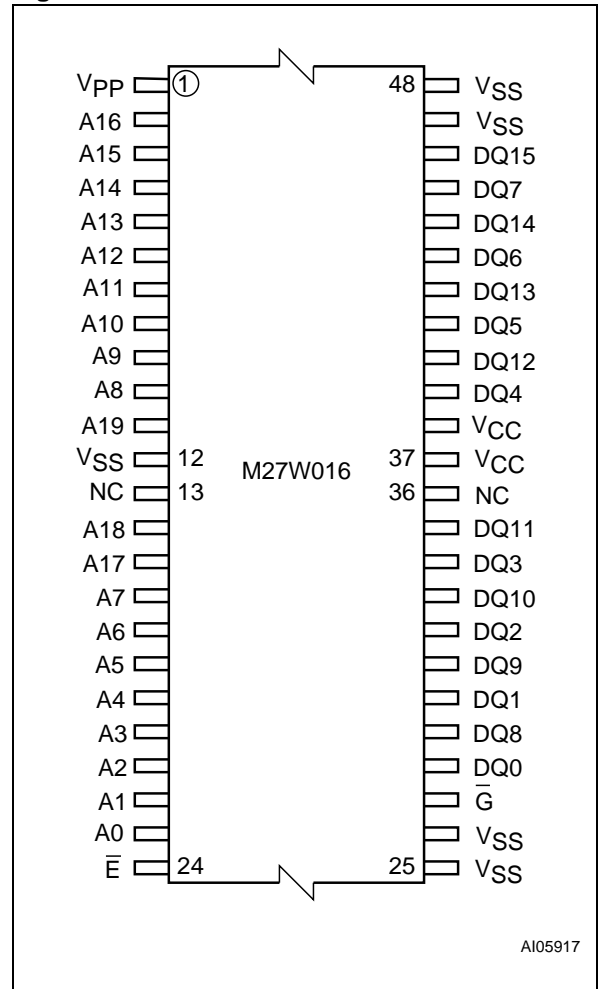 VPP 1 48 VSS
A16 VSS
A15 DQ15
A14 DQ7
A13 DQ14
A12 DQ6
A11 DQ13
A10 DQ5
A9 DQ12
A8 DQ4
A19 VCC
VSS 12 M27W016 37 VCC
NC 13 36 NC
A18 DQ11
A17 DQ3
A7 DQ10
A6 DQ2
A5 DQ9
A4 DQ1
A3 DQ8
A2 DQ0
A1 G̅
A0 VSS
E̅ 24 25 VSS
AI05917